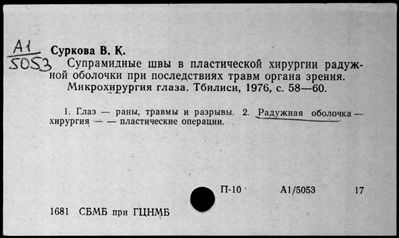 А1
5053
Суркова В. К.
Супрамидные швы в пластической хирургии радуж-
ной оболочки при последствиях травм органа зрения.
Микрохирургия глаза. Тбилиси, 1976, с. 58—60.
1. Глаз — раны, травмы и разрывы. 2. Радужная оболочка —
хирургия — — пластические операции.
П-10 А1/5053 17
1681 СБМБ при ГЦНМБ